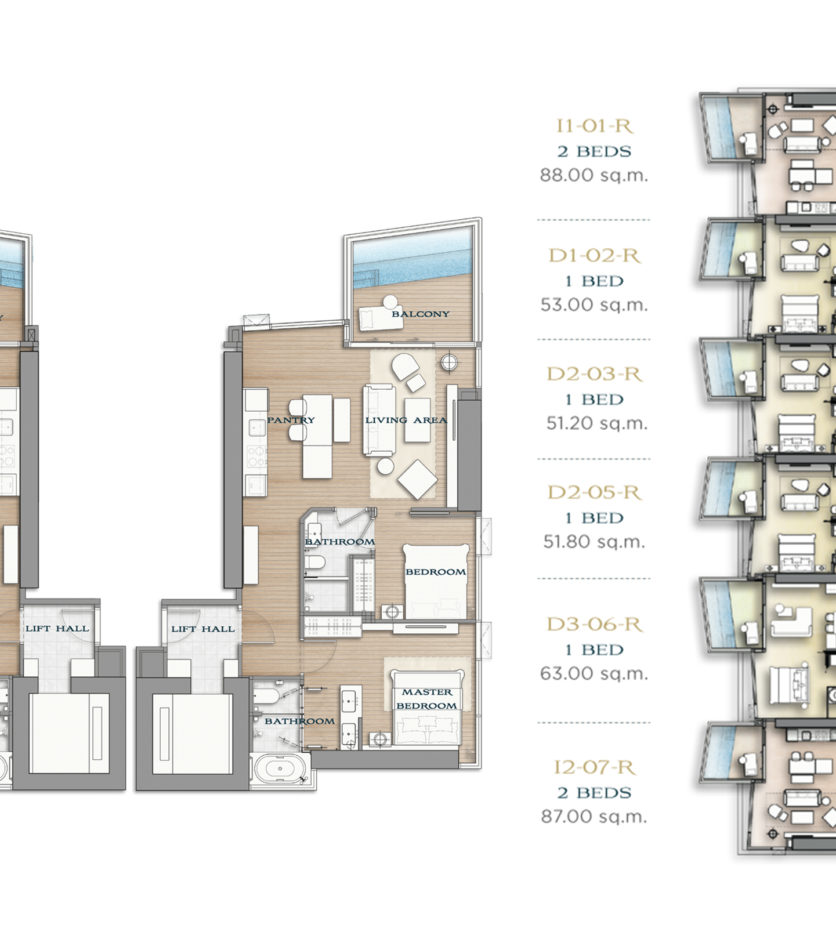 Y
BALCONY
PANTRY
LIVING AREA
BATHROOM
BEDROOM
LIFT HALL
LIFT HALL
MASTER
BEDROOM
BATHROOM
I1-01-R
2 BEDS
88.00 sq.m.
D1-02-R
1 BED
53.00 sq.m.
D2-03-R
1 BED
51.20 sq.m.
D2-05-R
1 BED
51.80 sq.m.
D3-06-R
1 BED
63.00 sq.m.
I2-07-R
2 BEDS
87.00 sq.m.